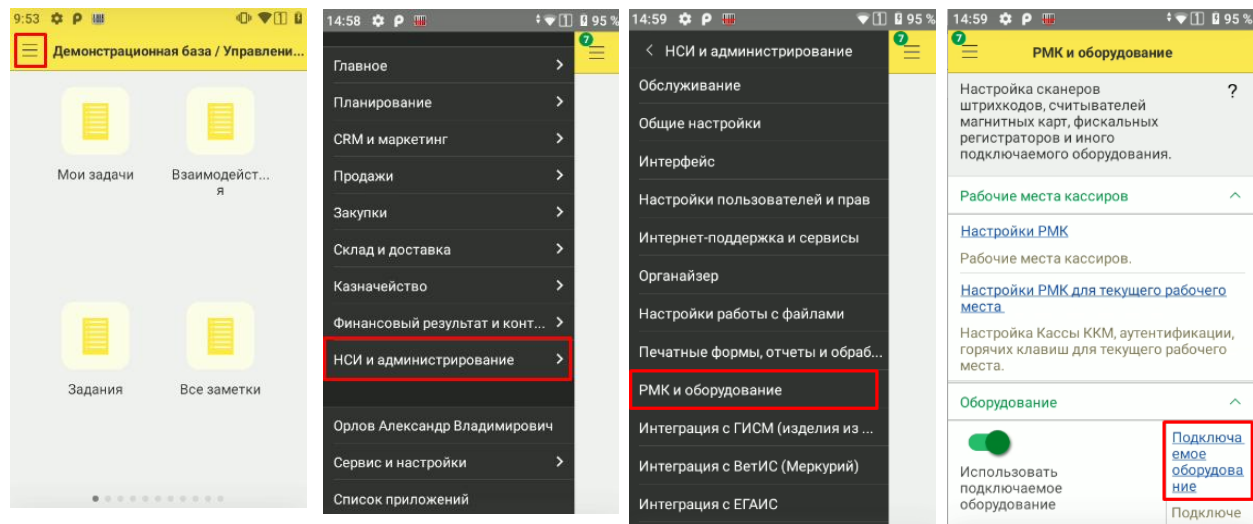 9:53
Демонстрационная база / Управлени...
Мои задачи
Взаимодейст...
я
Задания
Все заметки
14:58
95 %
7
Главное
Планирование
CRM и маркетинг
Продажи
Закупки
Склад и доставка
Казначейство
Финансовый результат и конт...
НСИ и администрирование
Орлов Александр Владимирович
Сервис и настройки
Список приложений
14:59
95 %
7
НСИ и администрирование
Обслуживание
Общие настройки
Интерфейс
Настройки пользователей и прав
Интернет-поддержка и сервисы
Органайзер
Настройки работы с файлами
Печатные формы, отчеты и обраб...
РМК и оборудование
Интеграция с ГИСМ (изделия из ...
Интеграция с ВетИС (Меркурий)
Интеграция с ЕГАИС
14:59
95 %
7
РМК и оборудование
Настройка сканеров
штрихкодов, считывателей
магнитных карт, фискальных
регистраторов и иного
подключаемого оборудования.
?
Рабочие места кассиров
Настройки РМК
Рабочие места кассиров.
Настройки РМК для текущего рабочего
места
Настройка Кассы ККМ, аутентификации,
горячих клавиш для текущего рабочего
места.
Оборудование
Использовать
подключаемое
оборудование
Подключа
емое
оборудова
ние
Подключе